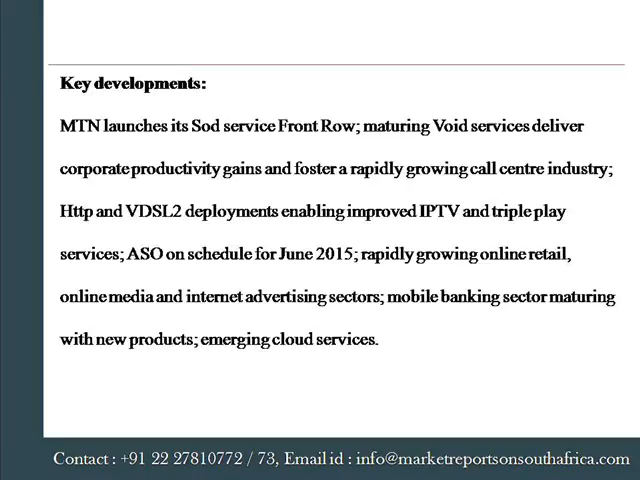 Key developments:
MTN launches its Sod service Front Row; maturing Void services deliver
corporate productivity gains and foster a rapidly growing call centre industry;
Http and VDSL2 deployments enabling improved IPTV and triple play
services; ASO on schedule for June 2015; rapidly growing online retail,
online media and internet advertising sectors; mobile banking sector maturing
with new products; emerging cloud services.
Contact : +91 22 27810772 / 73, Email id : info@marketreportsonsouthafrica.com